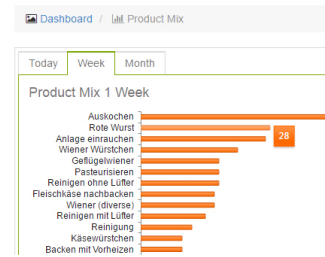 Dashboard / Product Mix
Today Week Month
Product Mix 1 Week
Auskochen
Rote Wurst
28
Anlage einrauchen
Wiener Würstchen
Geflügelwiener
Pasteurisieren
Reinigen ohne Lüfter
Fleischkäse nachbacken
Wiener (diverse)
Reinigen mit Lüfter
Reinigung
Käsewürstchen
Backen mit Vorheizen